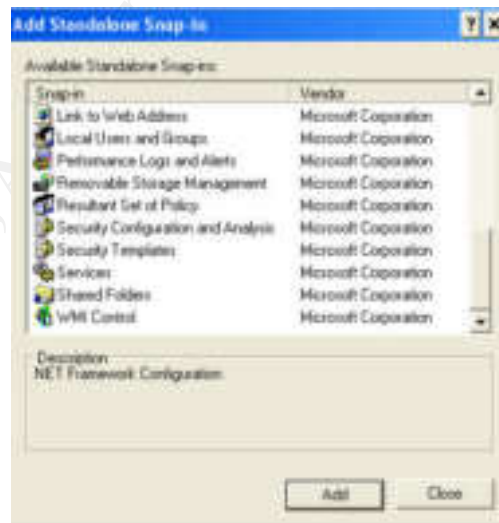 Add Standalone Snap-in
Available Standalone Snap-ins:
Snap-in Vendor
Link to Web Address Microsoft Corporation
Local Users and Groups Microsoft Corporation
Performance Logs and Alerts Microsoft Corporation
Removable Storage Management Microsoft Corporation
Resultant Set of Policy Microsoft Corporation
Security Configuration and Analysis Microsoft Corporation
Security Templates Microsoft Corporation
Services Microsoft Corporation
Shared Folders Microsoft Corporation
WMI Control Microsoft Corporation
Description
.NET Framework Configuration
Add Close